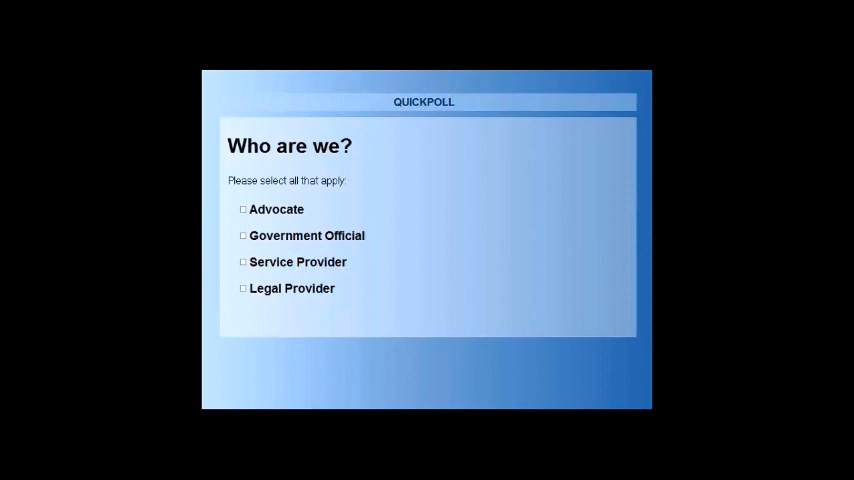 QUICKPOLL
Who are we?
Please select all that apply:
Advocate
Government Official
Service Provider
Legal Provider